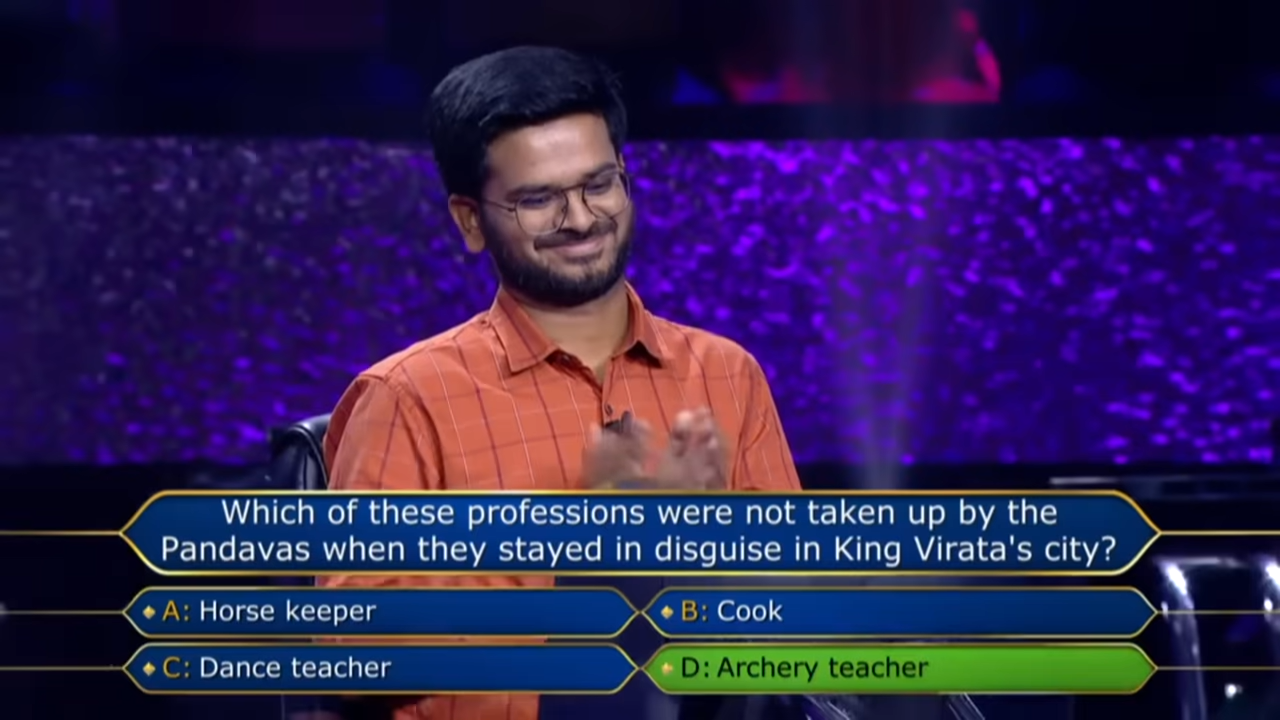 Which of these professions were not taken up by the
Pandavas when they stayed in disguise in King Virata's city?
A: Horse keeper
B: Cook
C: Dance teacher
D: Archery teacher